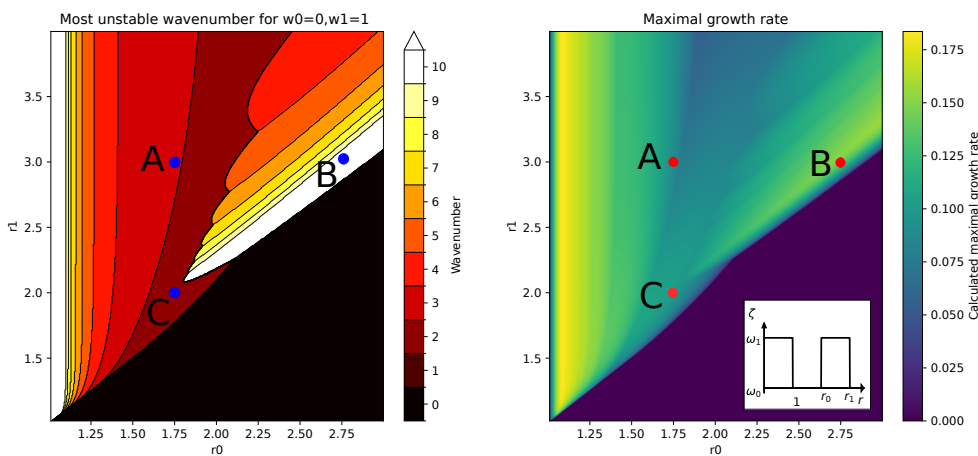 Most unstable wavenumber for w0=0,w1=1
r1
3.5
3.0
2.5
2.0
1.5
1.25
1.50
1.75
2.00
2.25
2.50
2.75
r0
A
B
C
10
9
8
7
6
5
4
3
2
1
0
Wavenumber
Maximal growth rate
r1
3.5
3.0
2.5
2.0
1.5
1.25
1.50
1.75
2.00
2.25
2.50
2.75
r0
A
B
C
ζ
ω₁
ω₀
1
r₀
r₁
r
0.175
0.150
0.125
0.100
0.075
0.050
0.025
0.000
Calculated maximal growth rate